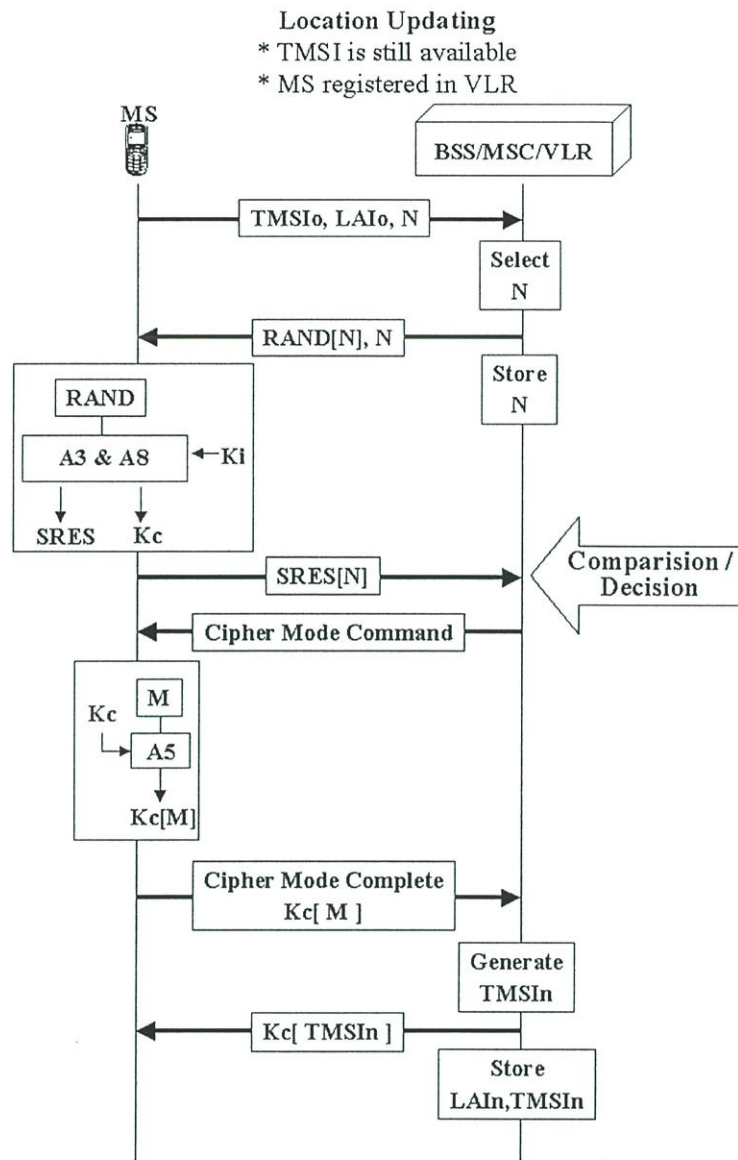 Location Updating
* TMSI is still available
* MS registered in VLR
MS
BSS/MSC/VLR
TMSIo, LAIo, N
Select
N
RAND[N], N
Store
N
RAND
A3 & A8
Ki
SRES
Kc
SRES[N]
Comparision /
Decision
Cipher Mode Command
M
Kc
A5
Kc[M]
Cipher Mode Complete
Kc[ M ]
Generate
TMSIn
Kc[ TMSIn ]
Store
LAIn,TMSIn